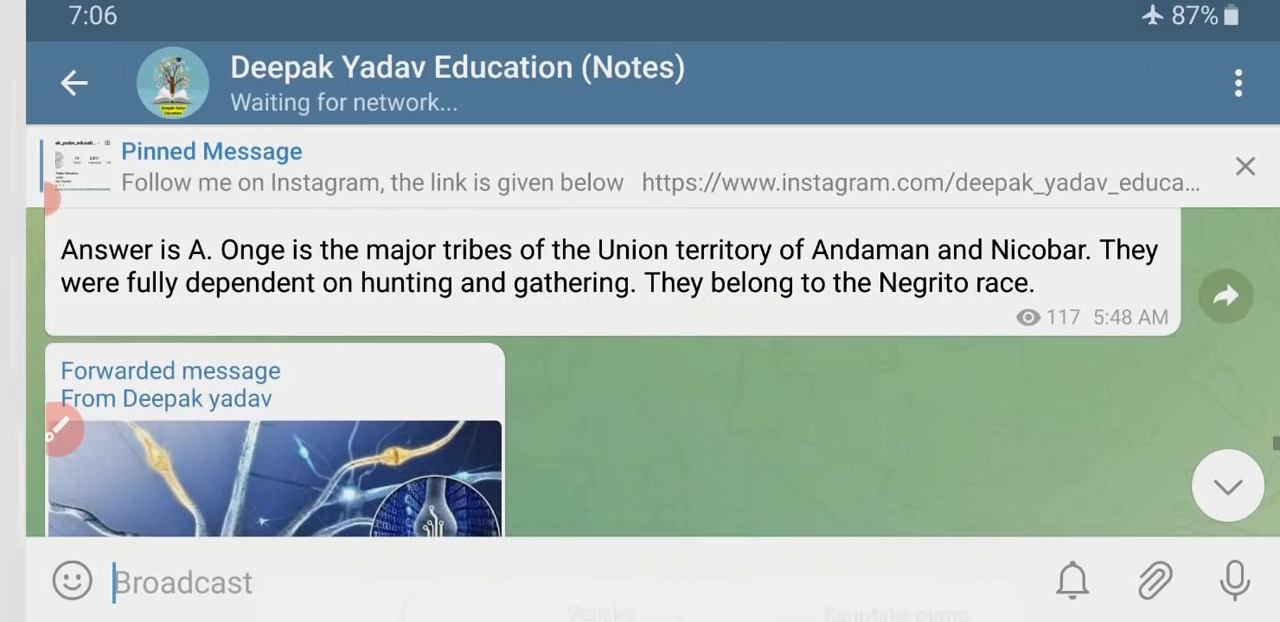 7:06
87%
Deepak Yadav Education (Notes)
Waiting for network...
Pinned Message
Follow me on Instagram, the link is given below https://www.instagram.com/deepak_yadav_educa...
Answer is A. Onge is the major tribes of the Union territory of Andaman and Nicobar. They
were fully dependent on hunting and gathering. They belong to the Negrito race.
117 5:48 AM
Forwarded message
From Deepak yadav
Broadcast